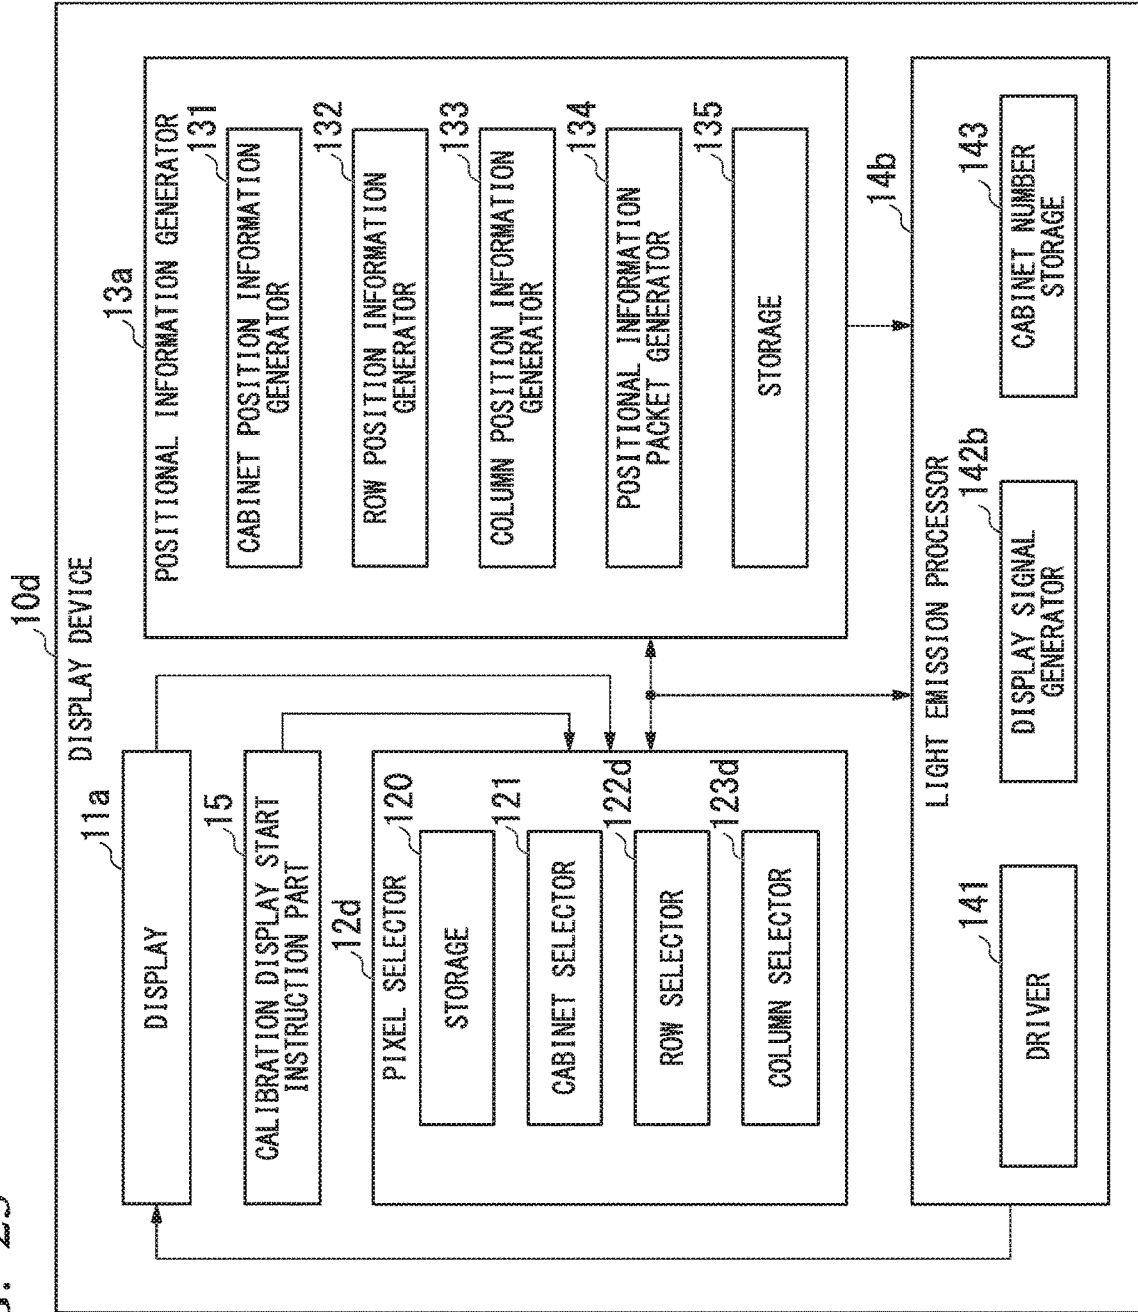 10d
DISPLAY DEVICE
11a
DISPLAY
15
CALIBRATION DISPLAY START
INSTRUCTION PART
12d
PIXEL SELECTOR
120
STORAGE
121
CABINET SELECTOR
122d
ROW SELECTOR
123d
COLUMN SELECTOR
13a
POSITIONAL INFORMATION GENERATOR
131
CABINET POSITION INFORMATION
GENERATOR
132
ROW POSITION INFORMATION
GENERATOR
133
COLUMN POSITION INFORMATION
GENERATOR
134
POSITIONAL INFORMATION
PACKET GENERATOR
135
STORAGE
14b
LIGHT EMISSION PROCESSOR
141
DRIVER
142b
DISPLAY SIGNAL
GENERATOR
143
CABINET NUMBER
STORAGE